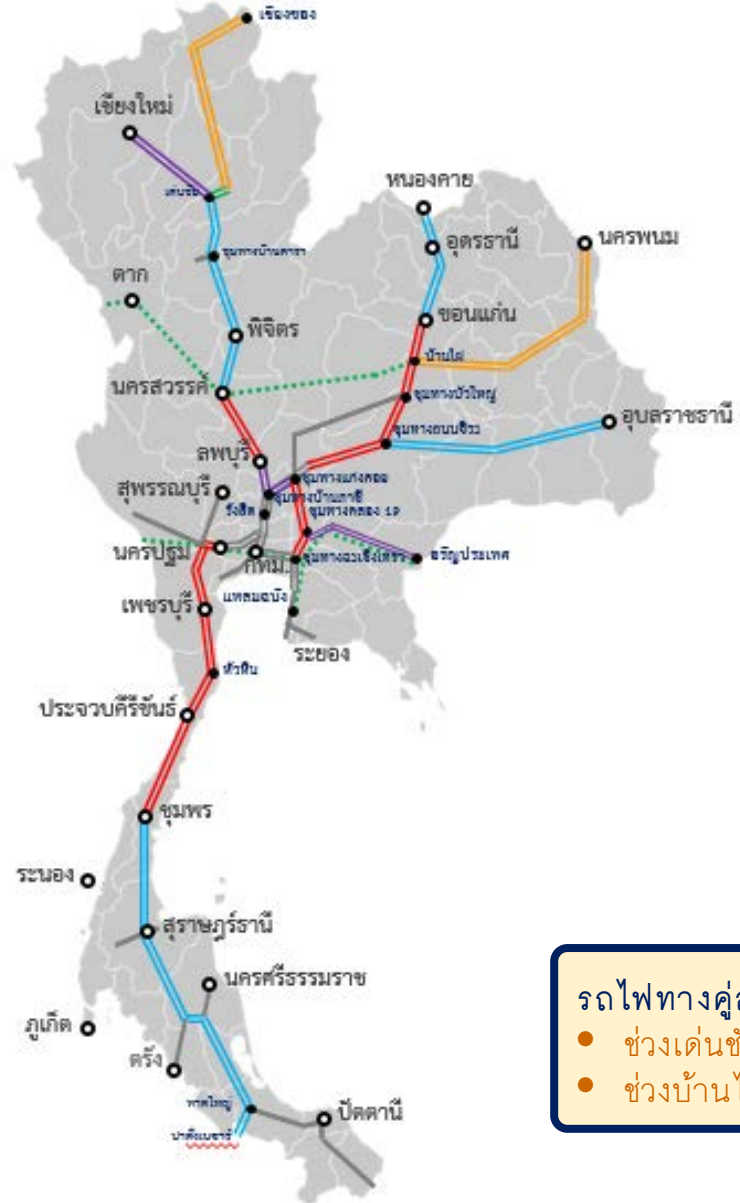 เชียงของ
เชียงใหม่
เด่นชัย
หนองคาย
ชุมทางบ้านดารา
อุดรธานี
นครพนม
ตาก
พิจิตร
ขอนแก่น
บ้านไผ่
นครสวรรค์
ชุมทางบัวใหญ่
อุบลราชธานี
ชุมทางถนนจิระ
ลพบุรี
ชุมทางแก่งคอย
สุพรรณบุรี
ชุมทางบ้านภาชี
รังสิต
ชุมทางคลอง 19
นครปฐม
กทม.
ชุมทางฉะเชิงเทรา
อรัญประเทศ
แหลมฉบัง
เพชรบุรี
ระยอง
หัวหิน
ประจวบคีรีขันธ์
ชุมพร
ระนอง
สุราษฎร์ธานี
นครศรีธรรมราช
ภูเก็ต
ตรัง
หาดใหญ่
ปัตตานี
ปาดังเบซาร์
รถไฟทางคู่
ช่วงเด่นชั
ช่วงบ้านไ